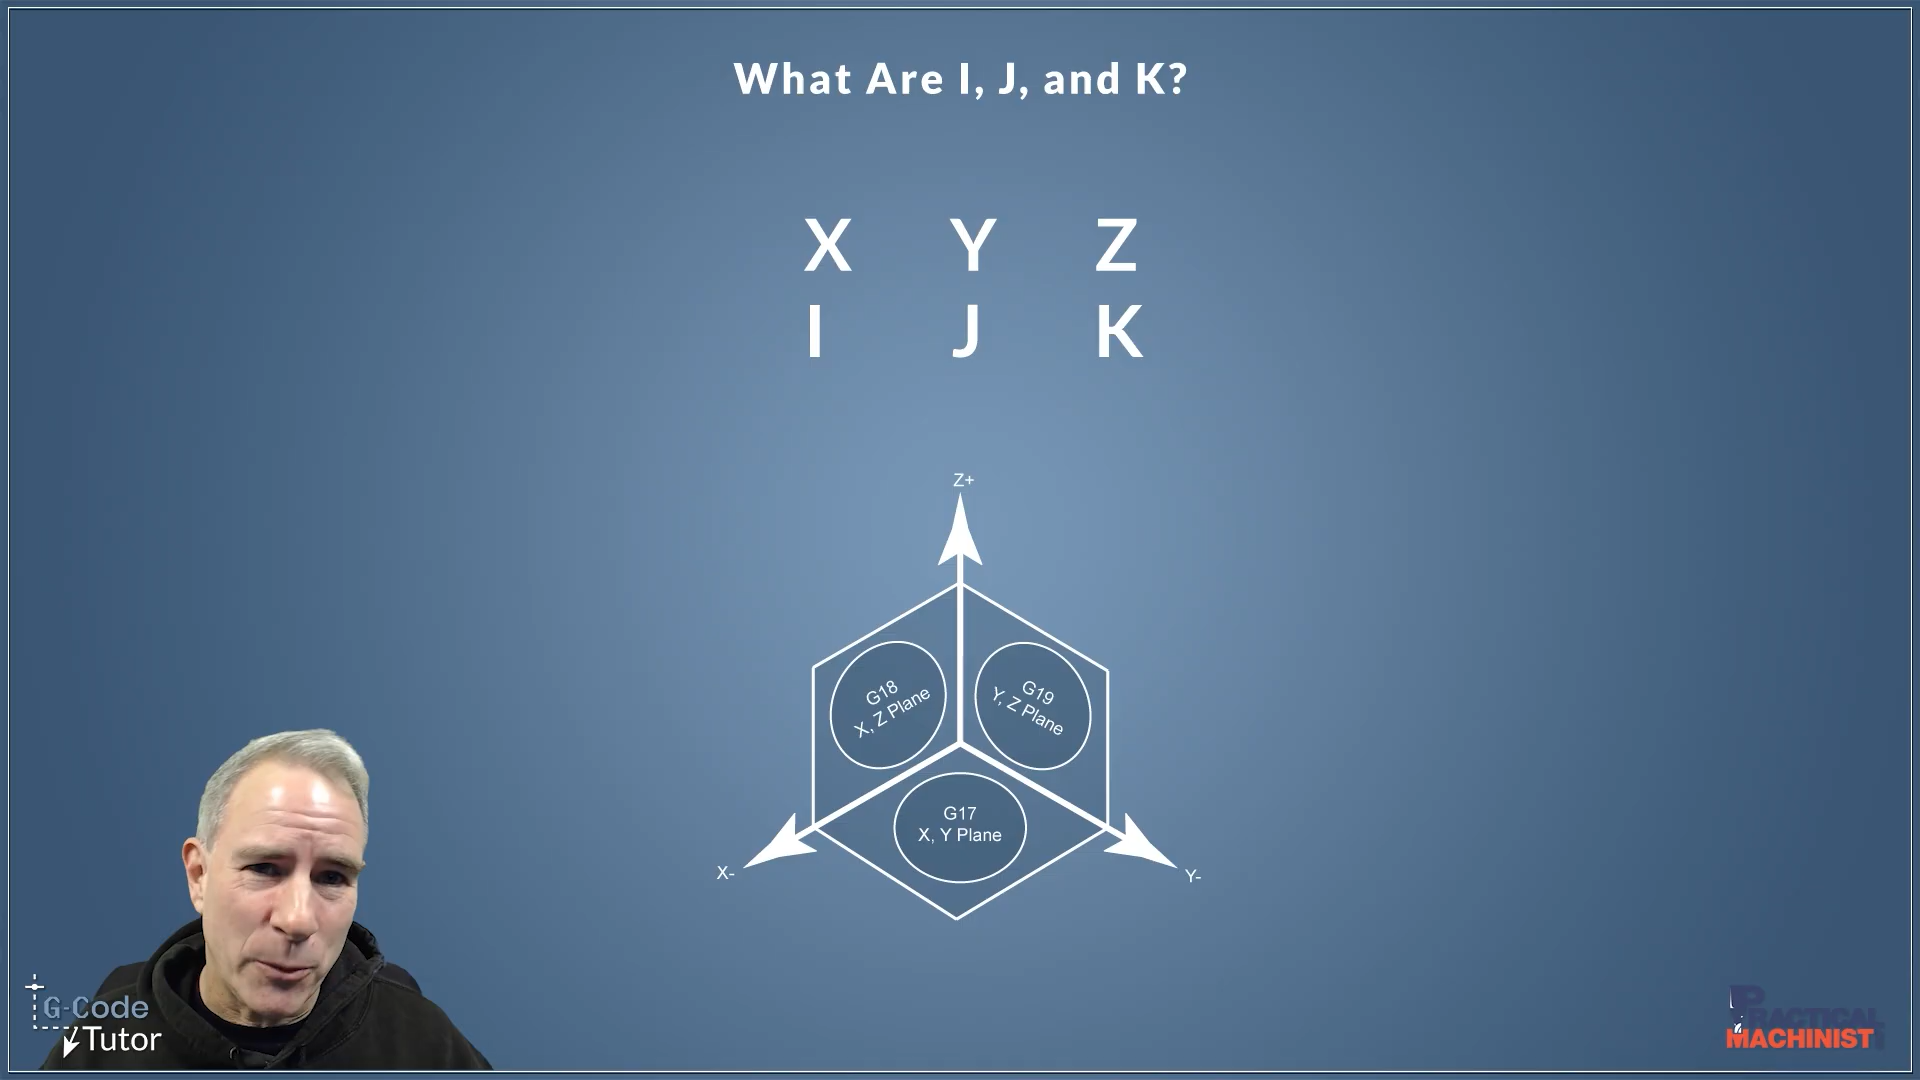 What Are I, J, and K?
X Y Z
I J K
Z+
G18
X, Z Plane
G19
Y, Z Plane
G17
X, Y Plane
X-
Y-
G-Code
Tutor
PRACTICAL
MACHINIST